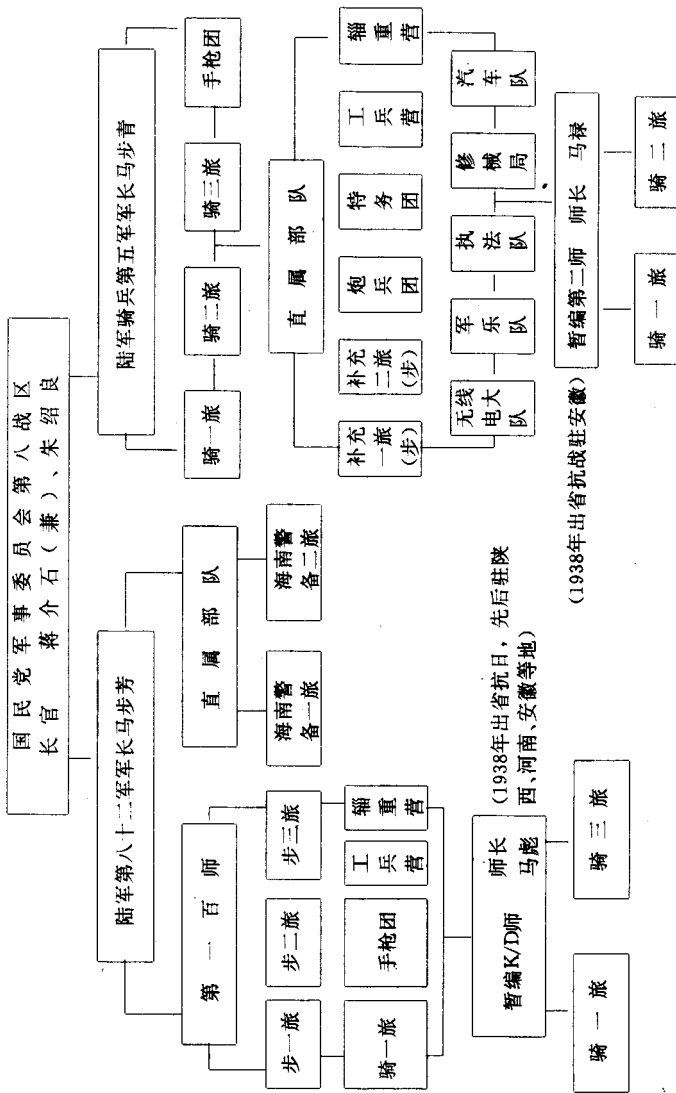 国民党军事委员会第八战区
长官 蒋介石(兼)、朱绍良
陆军第八十二军军长马步芳
陆军骑兵第五军军长马步青
第一百师
直属部队
骑一旅
骑二旅
骑三旅
手枪团
步一旅
步二旅
步三旅
海南警
备一旅
海南警
备二旅
直属部队
骑一旅
手枪团
工兵营
辎重营
补充
一旅
(步)
补充
二旅
(步)
炮兵团
特务团
工兵营
辎重营
无线
电大
队
军乐队
执法队
修械局
汽车队
(1938年出省抗日,先后驻陕
西、河南、安徽等地)
暂编K/D师
师长
马彪
暂编第二师 师长 马禄
(1938年出省抗战驻安徽)
骑一旅
骑三旅
骑一旅
骑二旅